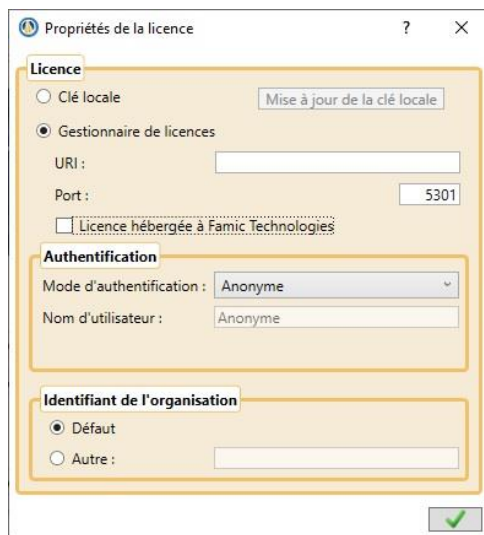 Propriétés de la licence
Licence
Clé locale
Mise à jour de la clé locale
Gestionnaire de licences
URI :
Port :
5301
Licence hébergée à Famic Technologies
Authentification
Mode d'authentification :
Anonyme
Nom d'utilisateur :
Anonyme
Identifiant de l'organisation
Défaut
Autre :